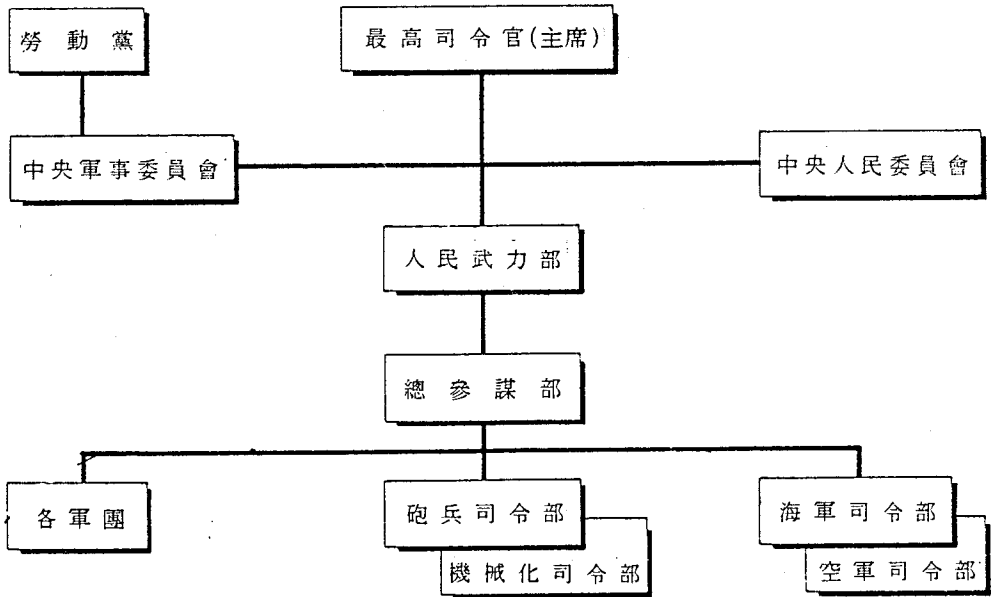 勞動黨
最高司令官(主席)
中央軍事委員會
中央人民委員會
人民武力部
總參謀部
各軍團
砲兵司令部
海軍司令部
機械化司令部
空軍司令部